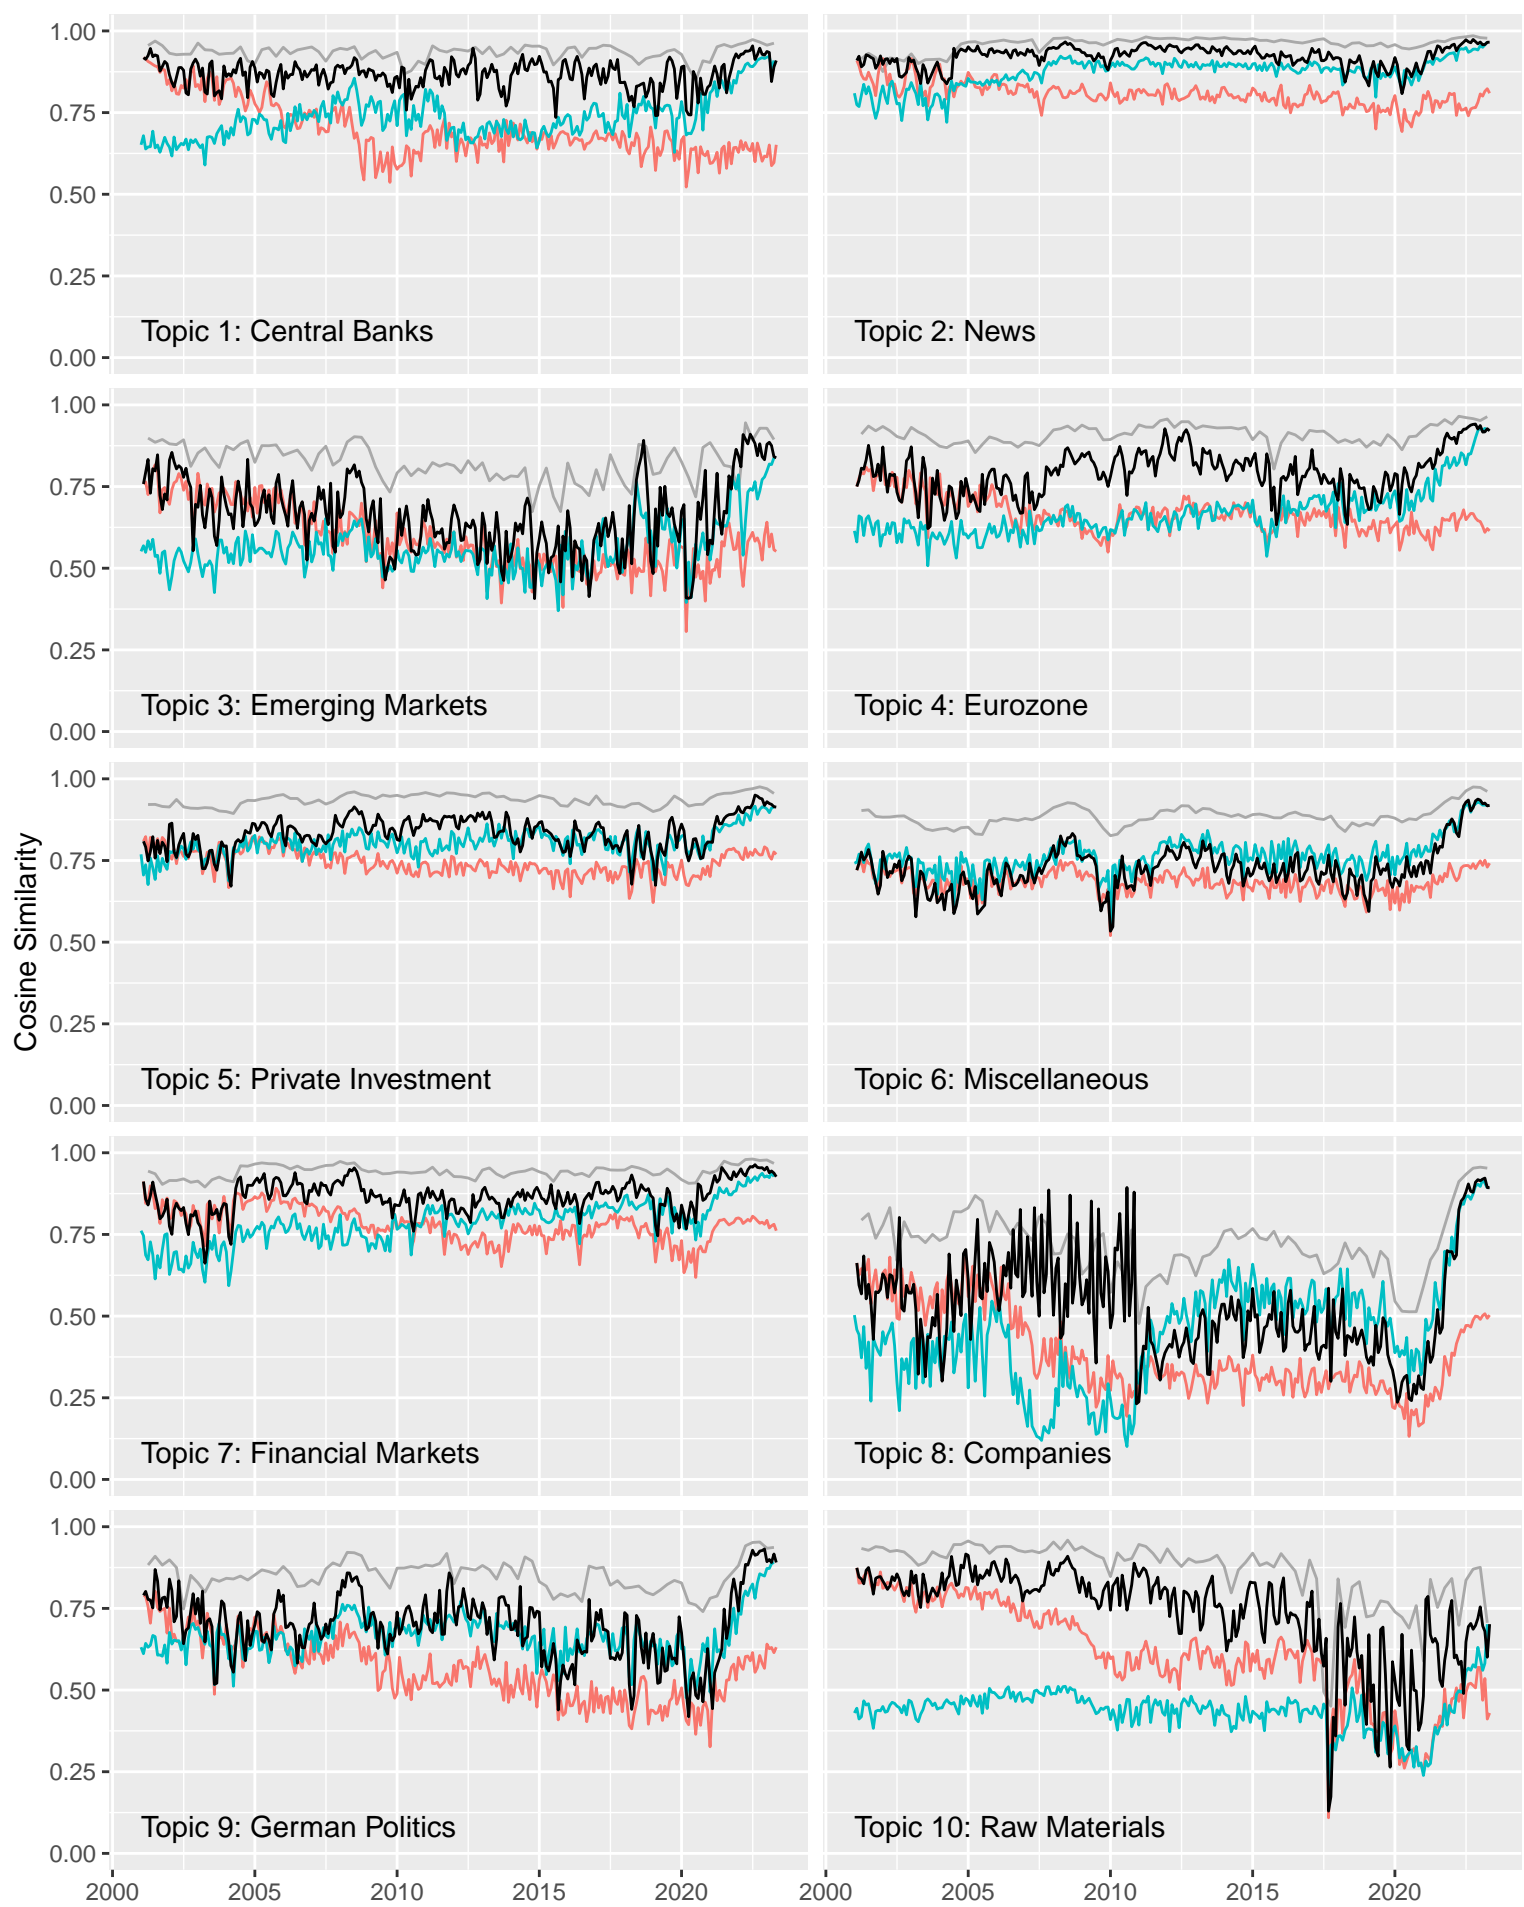 1.00
0.75
0.50
0.25
0.00
Topic 1: Central Banks
Topic 2: News
1.00
0.75
0.50
0.25
0.00
Topic 3: Emerging Markets
Topic 4: Eurozone
Cosine Similarity
1.00
0.75
0.50
0.25
0.00
Topic 5: Private Investment
Topic 6: Miscellaneous
1.00
0.75
0.50
0.25
0.00
Topic 7: Financial Markets
Topic 8: Companies
1.00
0.75
0.50
0.25
0.00
Topic 9: German Politics
Topic 10: Raw Materials
2000 2005 2010 2015 2020 2000 2005 2010 2015 2020